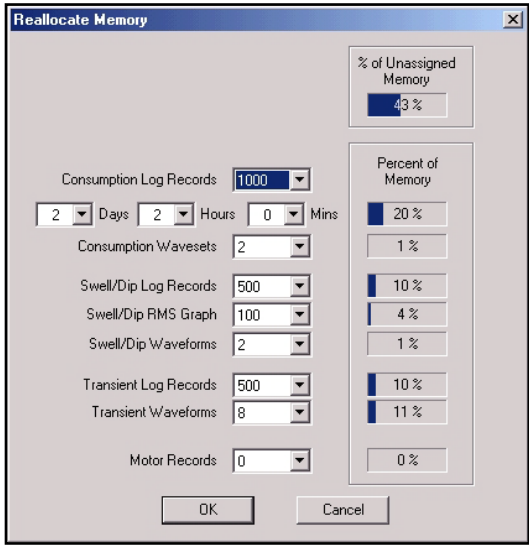 Reallocate Memory
% of Unassigned
Memory
43 %
Percent of
Memory
Consumption Log Records 1000
2 Days 2 Hours 0 Mins 20 %
Consumption Wavesets 2 1 %
Swell/Dip Log Records 500 10 %
Swell/Dip RMS Graph 100 4 %
Swell/Dip Waveforms 2 1 %
Transient Log Records 500 10 %
Transient Waveforms 8 11 %
Motor Records 0 0 %
OK Cancel